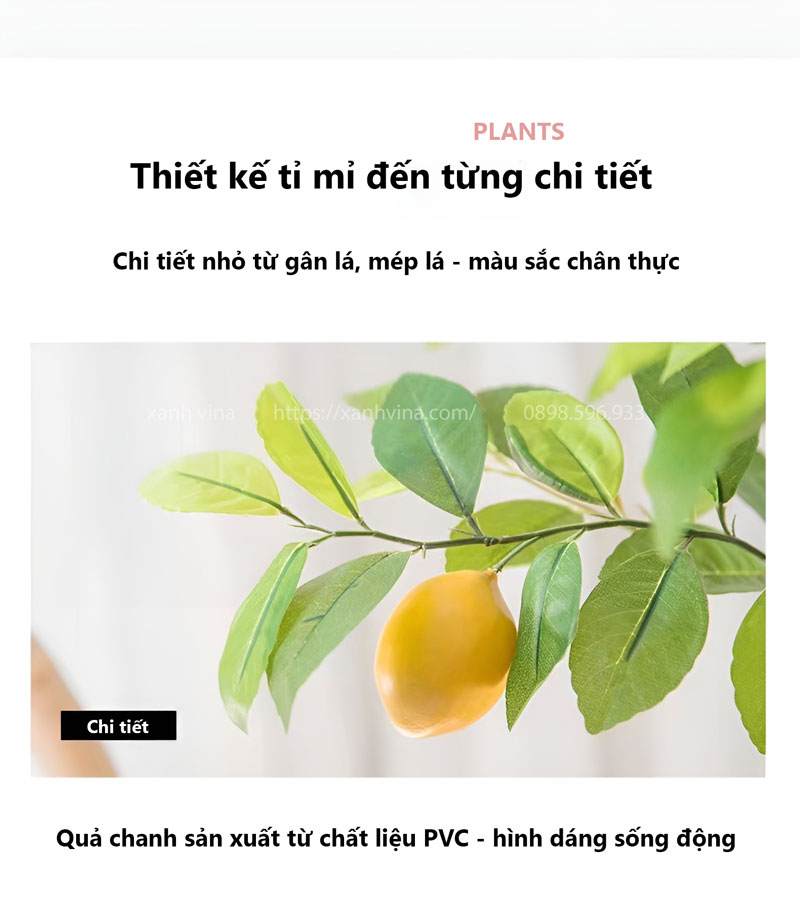 PLANTS
Thiết kế tỉ mỉ đến từng chi tiết
Chi tiết nhỏ từ gân lá, mép lá - màu sắc chân thực
xanh vina https://xanhvina.com/ 0898.596.933
Chi tiết
Quả chanh sản xuất từ chất liệu PVC - hình dáng sống động